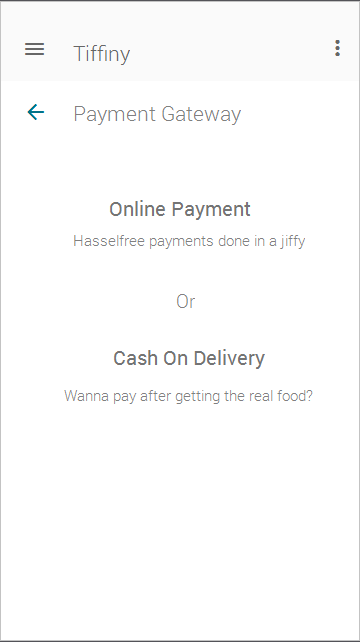 Tiffiny
Payment Gateway
Online Payment
Hasselfree payments done in a jiffy
Or
Cash On Delivery
Wanna pay after getting the real food?